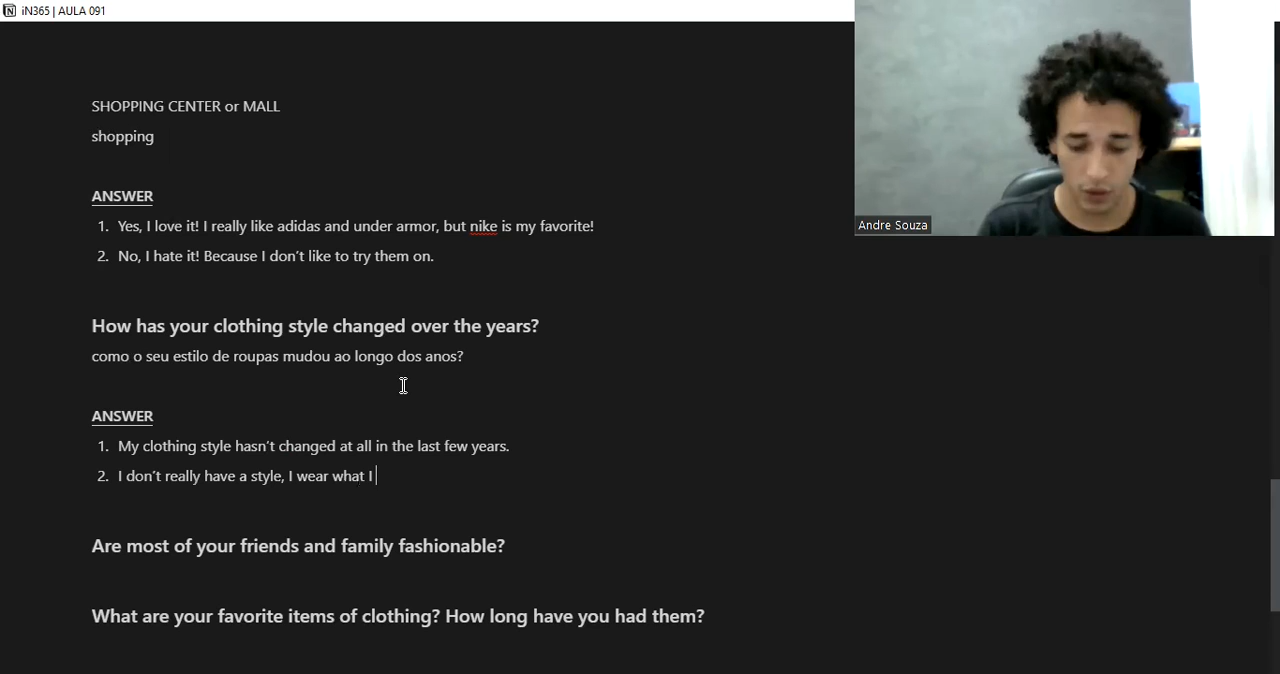 iN365 | AULA 091
SHOPPING CENTER or MALL
shopping
Andre Souza
ANSWER
1. Yes, I love it! I really like adidas and under armor, but nike is my favorite!
2. No, I hate it! Because I don't like to try them on.
How has your clothing style changed over the years?
como o seu estilo de roupas mudou ao longo dos anos?
ANSWER
1. My clothing style hasn't changed at all in the last few years.
2. I don't really have a style, I wear what I
Are most of your friends and family fashionable?
What are your favorite items of clothing? How long have you had them?